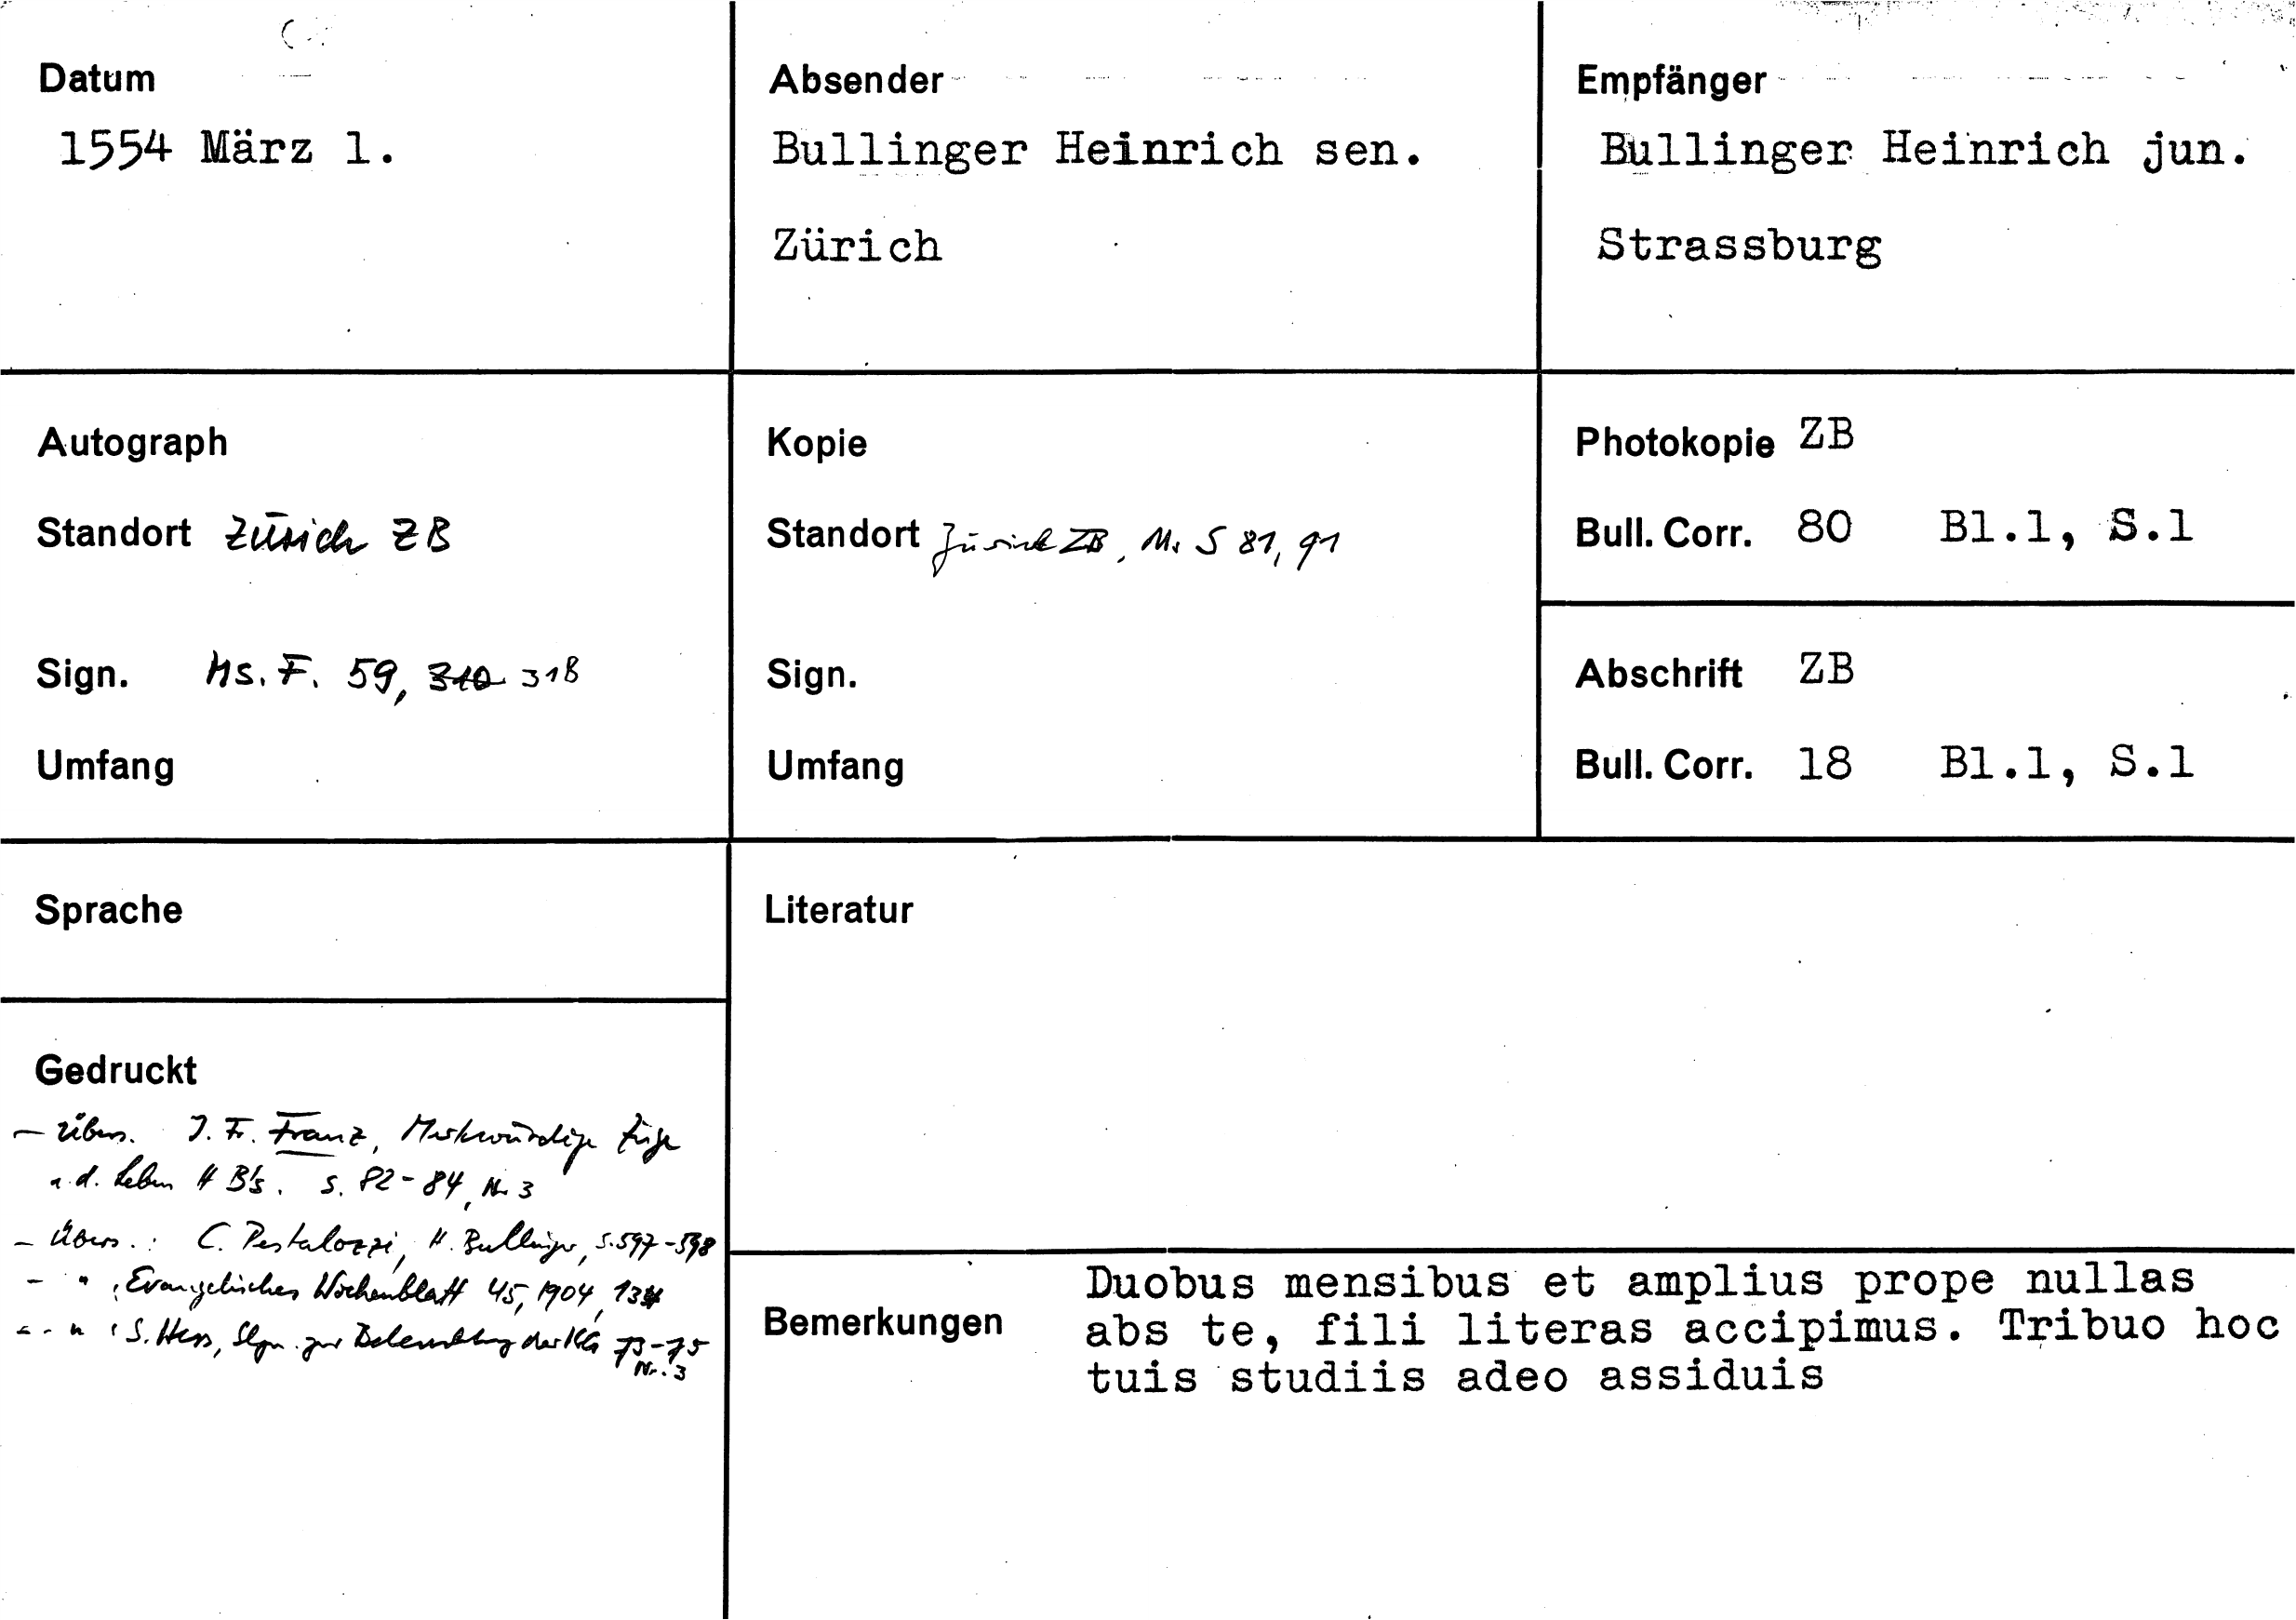 Datum
1554 März 1.
Absender
Bullinger Heinrich sen.
Zürich
Empfänger
Bullinger Heinrich jun.
Strassburg
Autograph
Standort Zürich ZB
Sign. Ms. F. 59, 310 318
Umfang
Kopie
Standort Zürich ZB, Ms S 81, 91
Sign.
Umfang
Photokopie ZB
Bull. Corr. 80 Bl.1, S.1
Abschrift ZB
Bull. Corr. 18 Bl.1, S.1
Sprache
Gedruckt
- Übers. J. Fr. Franz, Merkwürdige Züge
a. d. Leben H B's. S. 82-84, Nr. 3
- Übers.: C. Pestalozzi, H. Bullinger, S. 597-598
- " , Evangelisches Wochenblatt 45, 1904,
- " : S. Hess, zur der KG 73-75
Nr. 3
Literatur
Bemerkungen
Duobus mensibus et amplius prope nullas
abs te, fili literas accipimus. Tribuo hoc
tuis studiis adeo assiduis